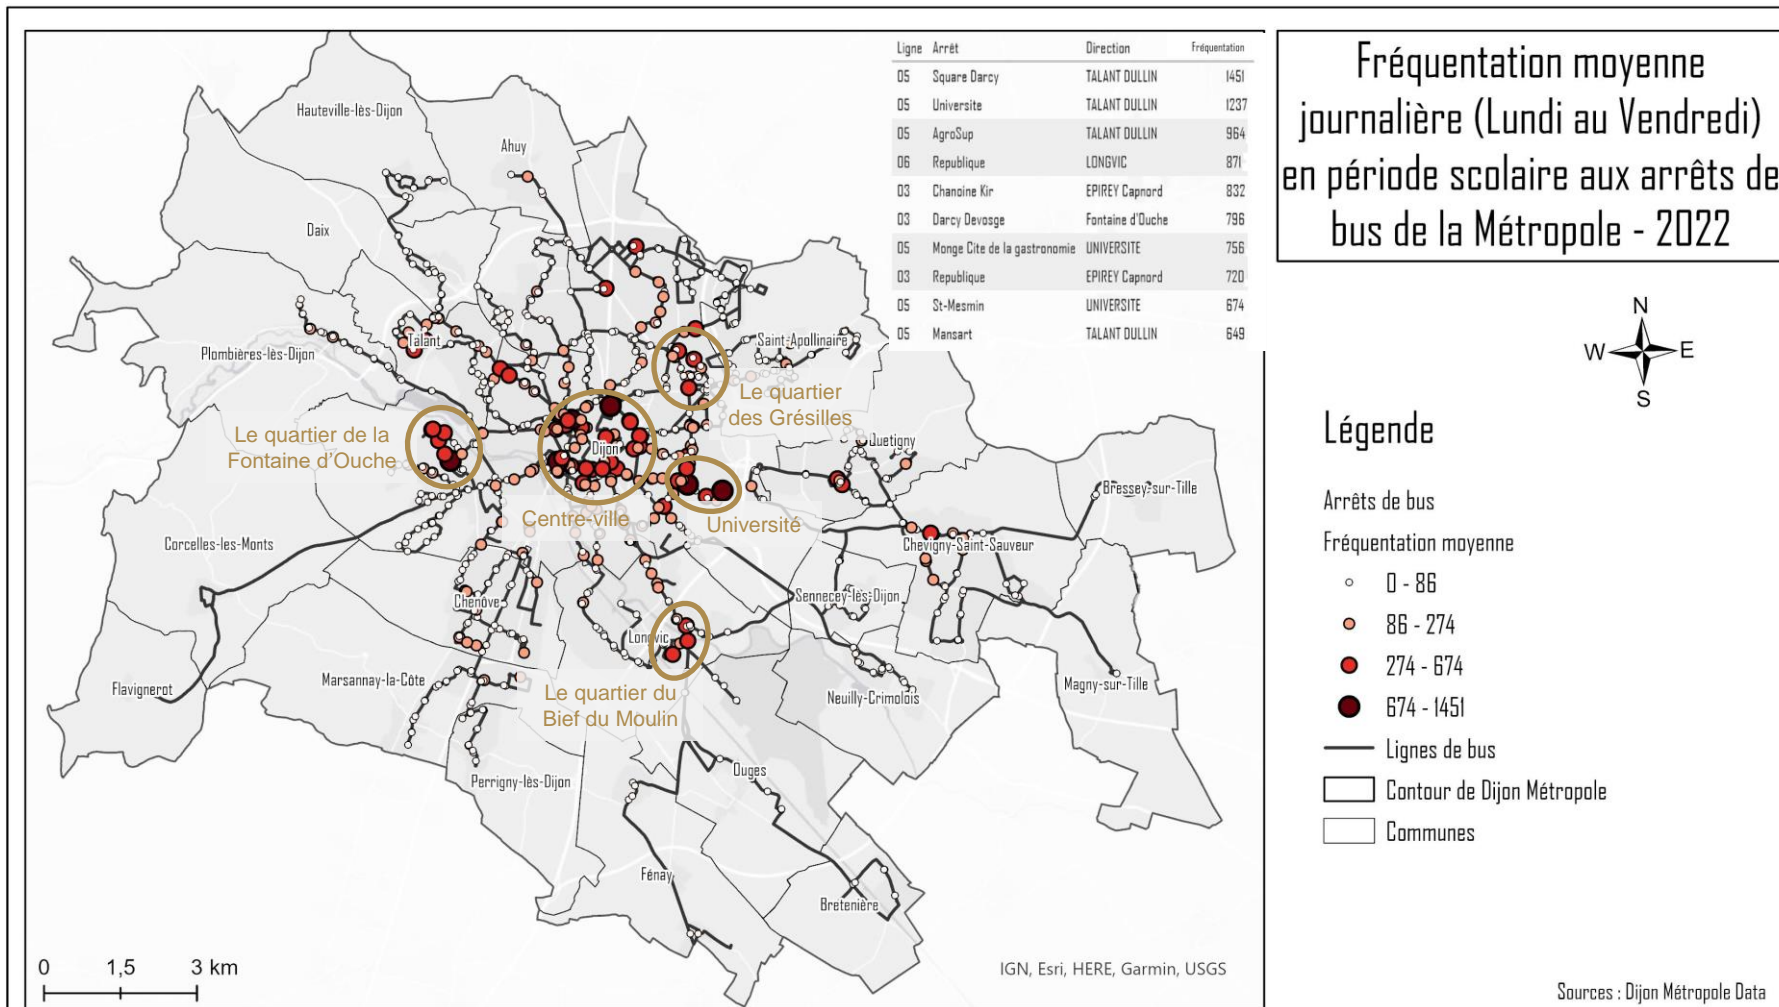 Fréquentation moyenne
journalière (Lundi au Vendredi)
en période scolaire aux arrêts de
bus de la Métropole - 2022
Ligne Arrêt Direction Fréquentation
05 Square Darcy TALANT DULLIN 1451
05 Universite TALANT DULLIN 1237
05 AgroSup TALANT DULLIN 964
06 Republique LONGVIC 871
03 Chanoine Kir EPIREY Capnord 832
03 Darcy Devosge Fontaine d'Ouche 796
05 Monge Cite de la gastronomie UNIVERSITE 756
03 Republique EPIREY Capnord 720
05 St-Mesmin UNIVERSITE 674
05 Mansart TALANT DULLIN 649
Hauteville-lès-Dijon
Ahuy
Daix
Talant
Plombières-lès-Dijon
Saint-Apollinaire
Le quartier
des Grésilles
Le quartier de la
Fontaine d'Ouche
Dijon
Quetigny
Bressey-sur-Tille
Centre-ville
Université
Corcelles-les-Monts
Chevigny-Saint-Sauveur
Chenôve
Sennecey-lès-Dijon
Longvic
Flavignerot
Marsannay-la-Côte
Le quartier du
Bief du Moulin
Neuilly-Crimolois
Magny-sur-Tille
Perrigny-lès-Dijon
Ouges
Fénay
Bretenière
0 1,5 3 km
IGN, Esri, HERE, Garmin, USGS
N
W E
S
Légende
Arrêts de bus
Fréquentation moyenne
0 - 86
86 - 274
274 - 674
674 - 1451
Lignes de bus
Contour de Dijon Métropole
Communes
Sources : Dijon Métropole Data